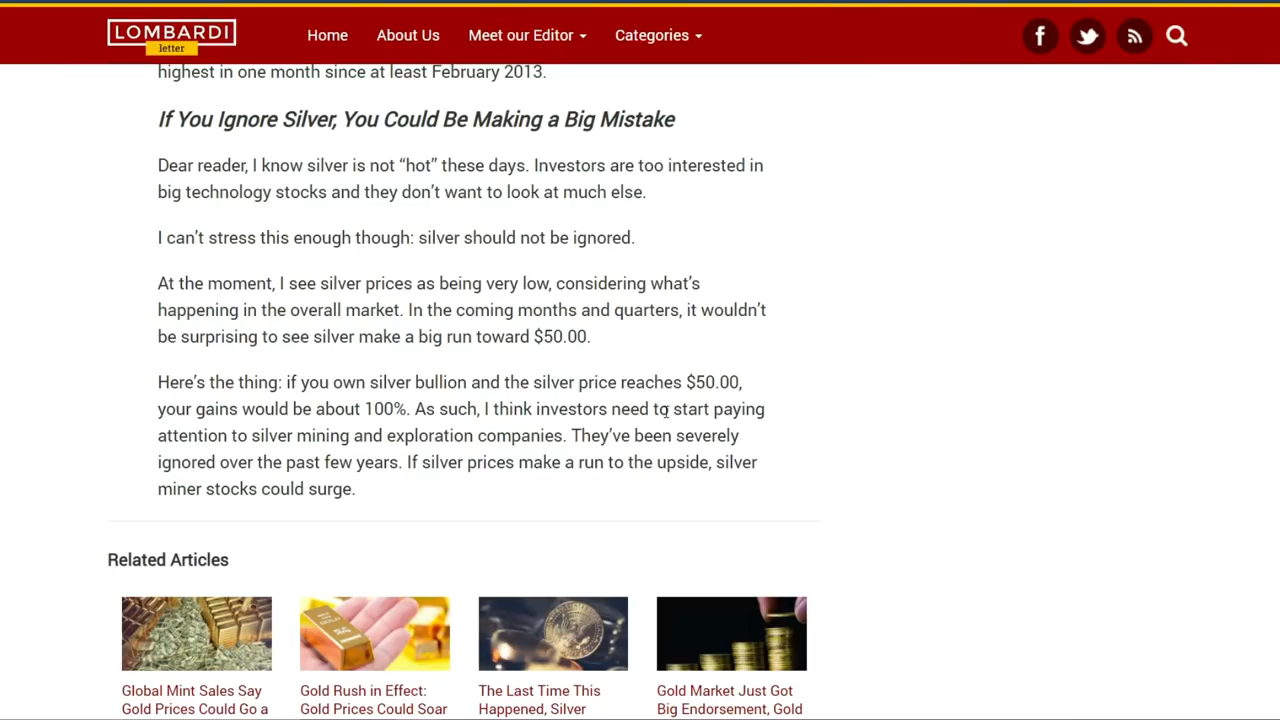 LOMBARDI
letter
Home
About Us
Meet our Editor
Categories
highest in one month since at least February 2013.
If You Ignore Silver, You Could Be Making a Big Mistake
Dear reader, I know silver is not “hot” these days. Investors are too interested in
big technology stocks and they don’t want to look at much else.
I can’t stress this enough though: silver should not be ignored.
At the moment, I see silver prices as being very low, considering what’s
happening in the overall market. In the coming months and quarters, it wouldn’t
be surprising to see silver make a big run toward $50.00.
Here’s the thing: if you own silver bullion and the silver price reaches $50.00,
your gains would be about 100%. As such, I think investors need to start paying
attention to silver mining and exploration companies. They’ve been severely
ignored over the past few years. If silver prices make a run to the upside, silver
miner stocks could surge.
Related Articles
Global Mint Sales Say
Gold Prices Could Go a
Gold Rush in Effect:
Gold Prices Could Soar
The Last Time This
Happened, Silver
Gold Market Just Got
Big Endorsement, Gold